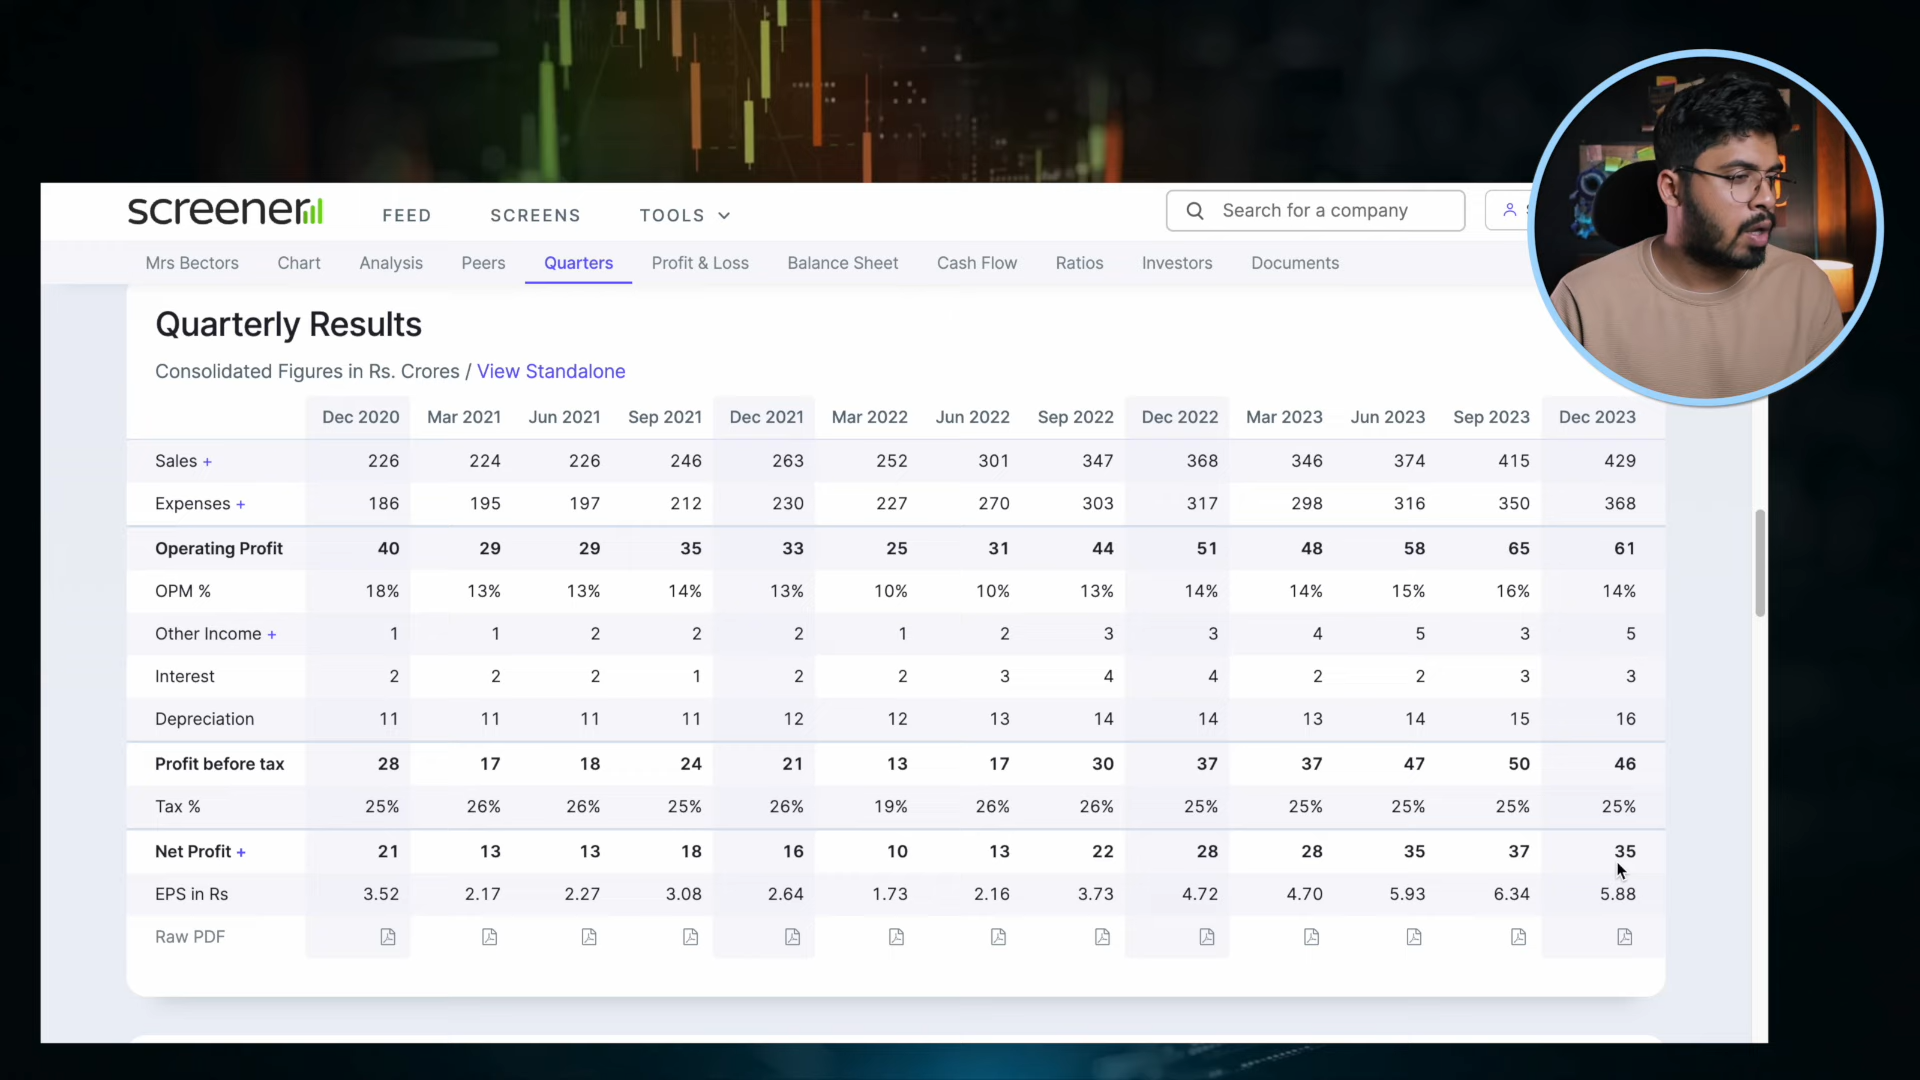 screener
FEED SCREENS TOOLS
Search for a company
Mrs Bectors Chart Analysis Peers Quarters Profit & Loss Balance Sheet Cash Flow Ratios Investors Documents
Quarterly Results
Consolidated Figures in Rs. Crores / View Standalone
Dec 2020 Mar 2021 Jun 2021 Sep 2021 Dec 2021 Mar 2022 Jun 2022 Sep 2022 Dec 2022 Mar 2023 Jun 2023 Sep 2023 Dec 2023
Sales + 226 224 226 246 263 252 301 347 368 346 374 415 429
Expenses + 186 195 197 212 230 227 270 303 317 298 316 350 368
Operating Profit 40 29 29 35 33 25 31 44 51 48 58 65 61
OPM % 18% 13% 13% 14% 13% 10% 10% 13% 14% 14% 15% 16% 14%
Other Income + 1 1 2 2 2 1 2 3 3 4 5 3 5
Interest 2 2 2 1 2 2 3 4 4 2 2 3 3
Depreciation 11 11 11 11 12 12 13 14 14 13 14 15 16
Profit before tax 28 17 18 24 21 13 17 30 37 37 47 50 46
Tax % 25% 26% 26% 25% 26% 19% 26% 26% 25% 25% 25% 25% 25%
Net Profit + 21 13 13 18 16 10 13 22 28 28 35 37 35
EPS in Rs 3.52 2.17 2.27 3.08 2.64 1.73 2.16 3.73 4.72 4.70 5.93 6.34 5.88
Raw PDF